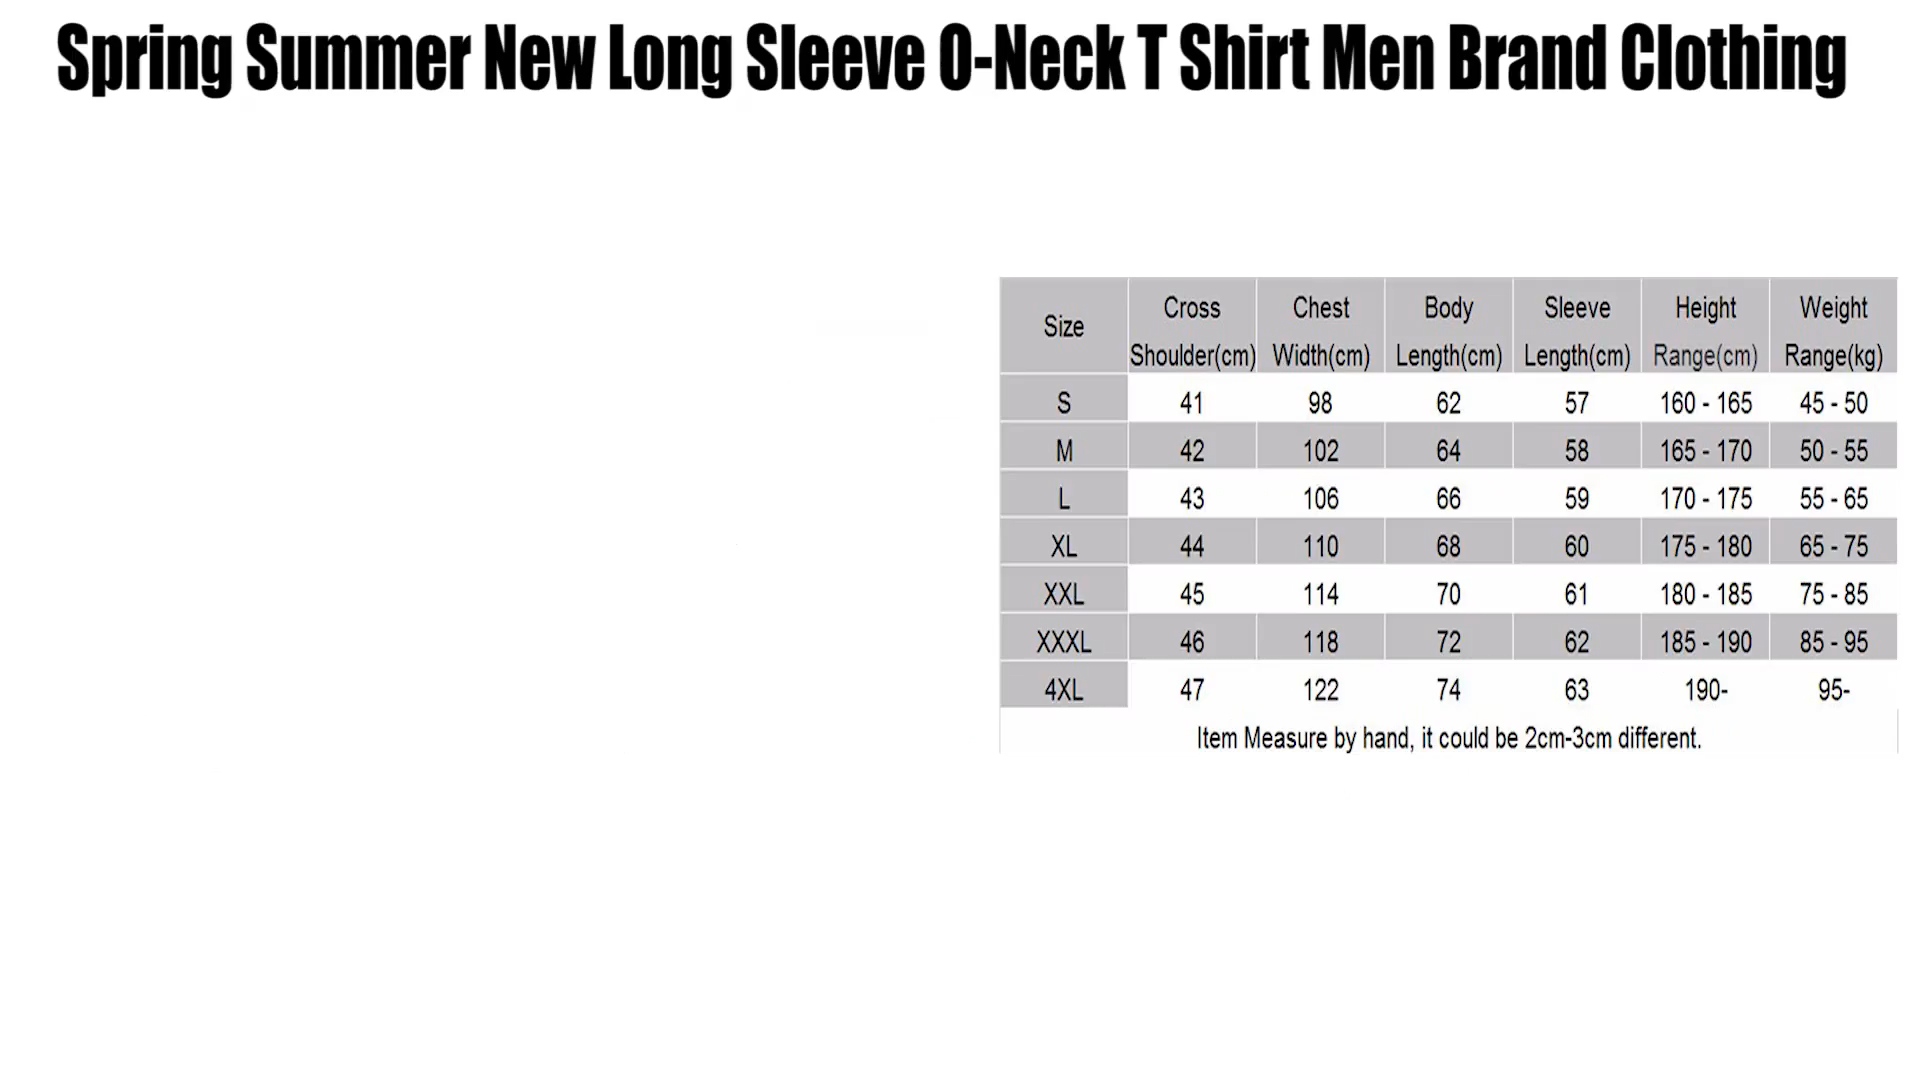 Spring Summer New Long Sleeve O-Neck T Shirt Men Brand Clothing
Size Cross Shoulder(cm) Chest Width(cm) Body Length(cm) Sleeve Length(cm) Height Range(cm) Weight Range(kg)
S 41 98 62 57 160 - 165 45 - 50
M 42 102 64 58 165 - 170 50 - 55
L 43 106 66 59 170 - 175 55 - 65
XL 44 110 68 60 175 - 180 65 - 75
XXL 45 114 70 61 180 - 185 75 - 85
XXXL 46 118 72 62 185 - 190 85 - 95
4XL 47 122 74 63 190- 95-
Item Measure by hand, it could be 2cm-3cm different.